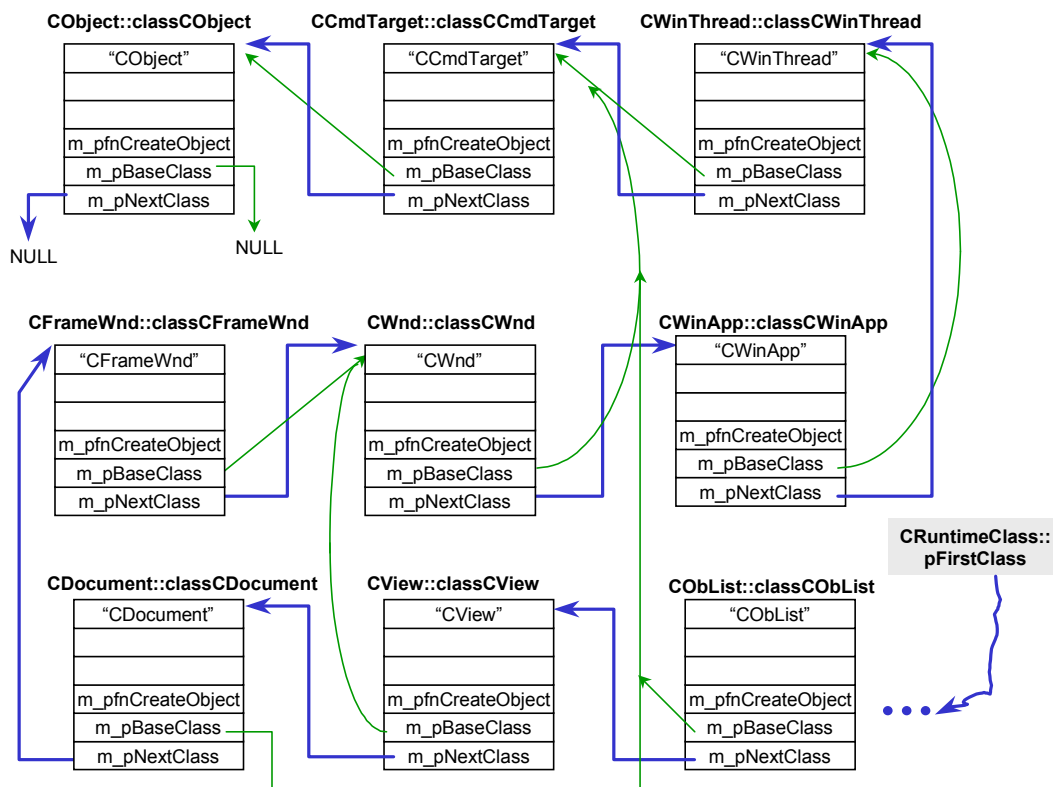 CObject::classCObject
“CObject”
m_pfnCreateObject
m_pBaseClass
m_pNextClass
NULL
NULL
CCmdTarget::classCCmdTarget
“CCmdTarget”
m_pfnCreateObject
m_pBaseClass
m_pNextClass
CWinThread::classCWinThread
“CWinThread”
m_pfnCreateObject
m_pBaseClass
m_pNextClass
CFrameWnd::classCFrameWnd
“CFrameWnd”
m_pfnCreateObject
m_pBaseClass
m_pNextClass
CWnd::classCWnd
“CWnd”
m_pfnCreateObject
m_pBaseClass
m_pNextClass
CWinApp::classCWinApp
“CWinApp”
m_pfnCreateObject
m_pBaseClass
m_pNextClass
CRuntimeClass::
pFirstClass
CDocument::classCDocument
“CDocument”
m_pfnCreateObject
m_pBaseClass
m_pNextClass
CView::classCView
“CView”
m_pfnCreateObject
m_pBaseClass
m_pNextClass
CObList::classCObList
“CObList”
m_pfnCreateObject
m_pBaseClass
m_pNextClass